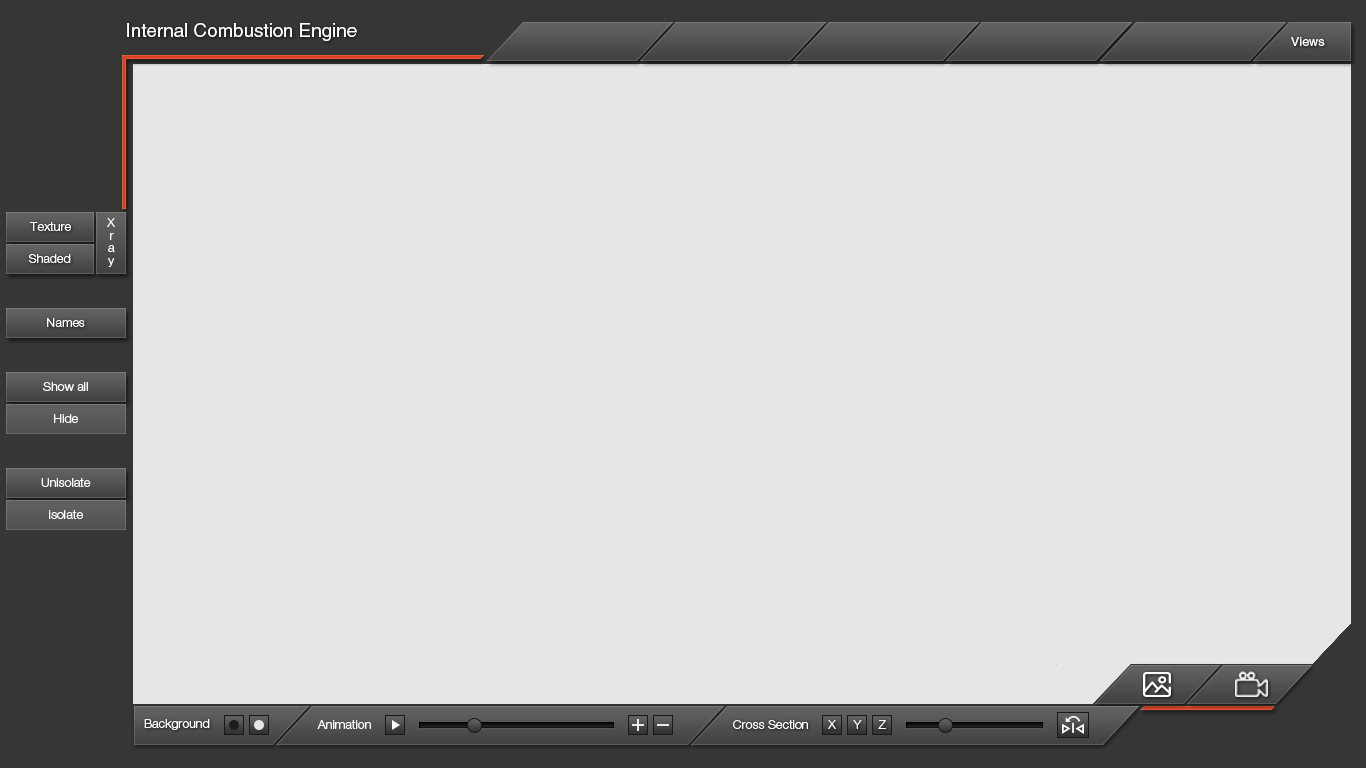 Internal Combustion Engine
Views
Texture
Shaded
X
r
a
y
Names
Show all
Hide
Unisolate
Isolate
Background
Animation
Cross Section
X
Y
Z